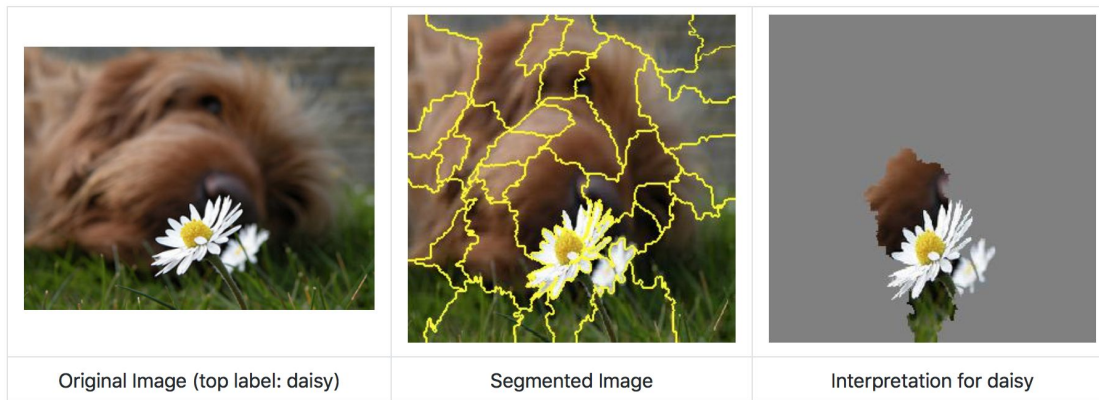 Original Image (top label: daisy)
Segmented Image
Interpretation for daisy